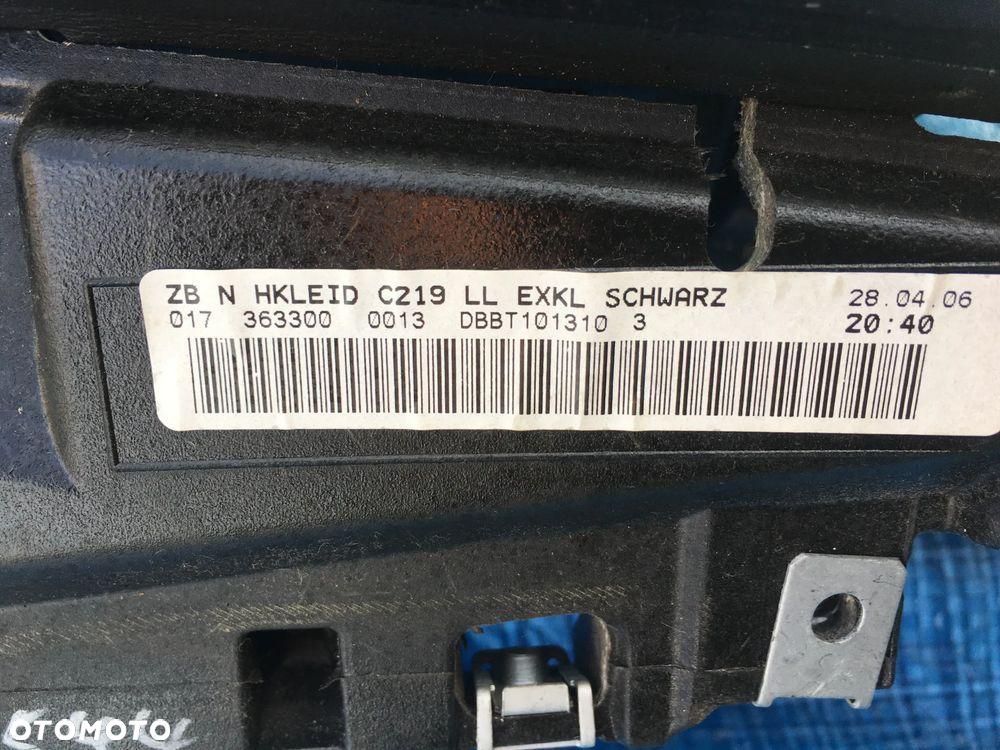 ZB N HKLEID C219 LL EXKL SCHWARZ 28.04.06
017 363300 0013 DBBT101310 3 20:40
OTOMOTO